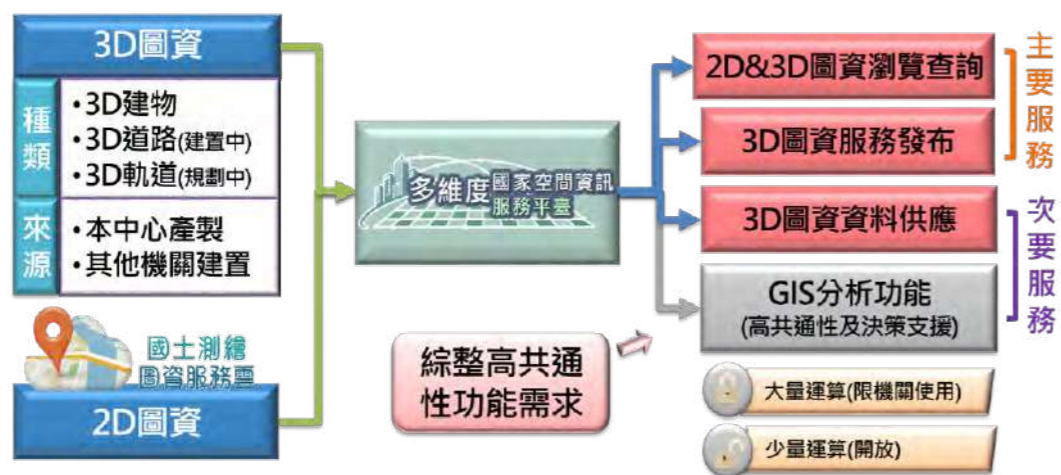 3D圖資
種類
•3D建物
•3D道路(建置中)
•3D軌道(規劃中)
來源
•本中心產製
•其他機關建置
國土測繪
圖資服務雲
2D圖資
多維度
國家空間資訊
服務平臺
綜整高共通
性功能需求
2D&3D圖資瀏覽查詢
3D圖資服務發布
主要服務
3D圖資資料供應
GIS分析功能
(高共通性及決策支援)
次要服務
大量運算(限機關使用)
少量運算(開放)